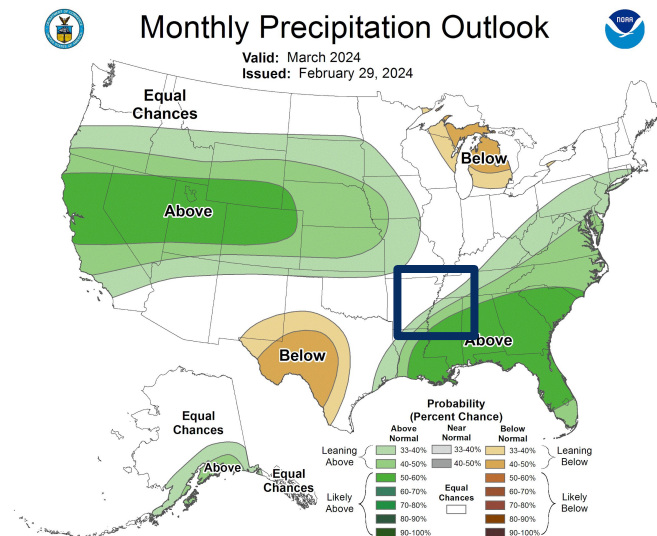 Monthly Precipitation Outlook
NOAA
Valid: March 2024
Issued: February 29, 2024
Equal
Chances
Below
Above
Below
Above
Equal
Chances
Above
Equal
Chances
Probability
(Percent Chance)
Above Normal Near Normal Below Normal
Leaning Above
33-40% 33-40% 33-40%
40-50% 40-50% 40-50%
Leaning Below
Likely Above
50-60% 50-60%
60-70% 60-70%
70-80% 70-80%
80-90% 80-90%
90-100% 90-100%
Equal Chances
Likely Below